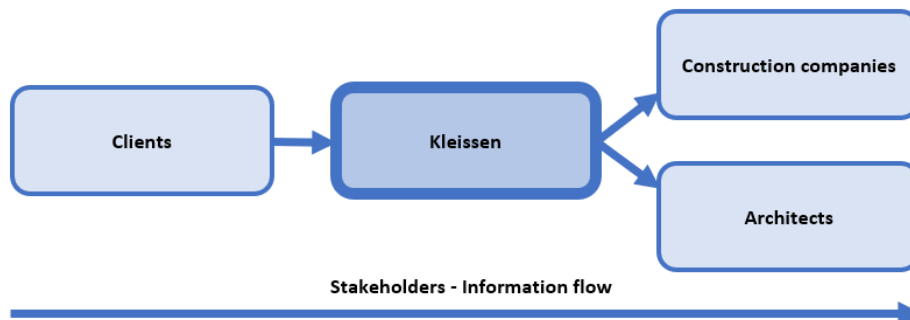 Construction companies
Clients
Kleissen
Architects
Stakeholders - Information flow